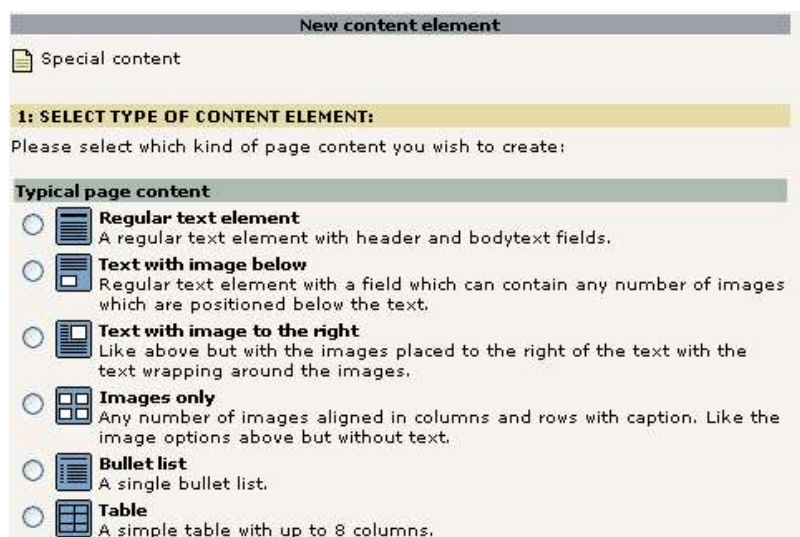 New content element
Special content
1: SELECT TYPE OF CONTENT ELEMENT:
Please select which kind of page content you wish to create:
Typical page content
Regular text element
A regular text element with header and bodytext fields.
Text with image below
Regular text element with a field which can contain any number of images
which are positioned below the text.
Text with image to the right
Like above but with the images placed to the right of the text with the
text wrapping around the images.
Images only
Any number of images aligned in columns and rows with caption. Like the
image options above but without text.
Bullet list
A single bullet list.
Table
A simple table with up to 8 columns.